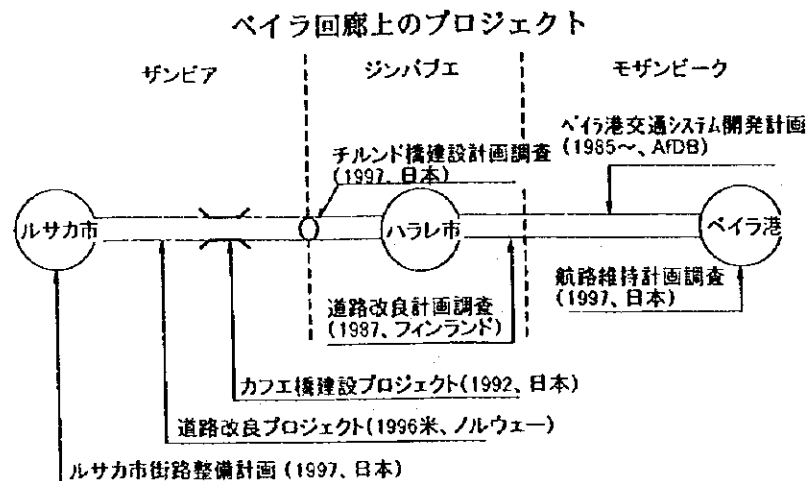 ベイラ回廊上のプロジェクト
ザンビア
ジンバブエ
モザンビーク
ベイラ港交通システム開発計画
(1985～、AfDB)
チルンド橋建設計画調査
(1997、日本)
ルサカ市
ハラレ市
ベイラ港
道路改良計画調査
(1987、フィンランド)
航路維持計画調査
(1997、日本)
カフエ橋建設プロジェクト(1992、日本)
道路改良プロジェクト(1996米、ノルウェー)
ルサカ市街路整備計画 (1997、日本)